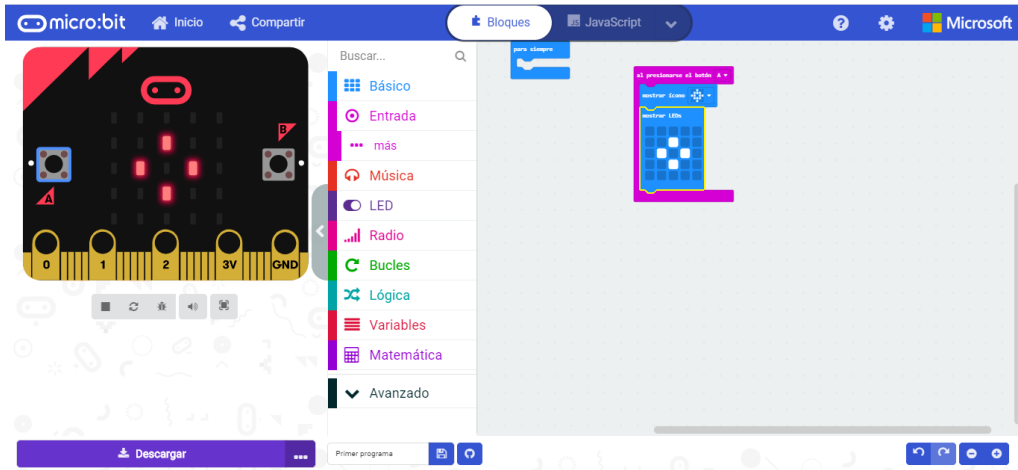 micro:bit Inicio Compartir Bloques JavaScript Microsoft
Buscar...
Básico
Entrada
más
Música
LED
Radio
Bucles
Lógica
Variables
Matemática
Avanzado
A
B
0 1 2 3V GND
para siempre
al presionarse el botón A
mostrar ícono
mostrar LEDs
Descargar
Primer programa